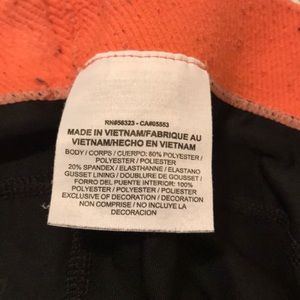 RN#56323 - CA#05553
MADE IN VIETNAM/FABRIQUE AU
VIETNAM/HECHO EN VIETNAM
BODY / CORPS / CUERPO: 80% POLYESTER
/ POLYESTER / POLIESTER
20% SPANDEX / ELASTHANNE / ELASTANO
GUSSET LINING / DOUBLURE DE GOUSSET /
FORRO DEL PUENTE INTERIOR: 100%
POLYESTER / POLYESTER / POLIESTER
EXCLUSIVE OF DECORATION / DECORATION
NON COMPRISE / NO INCLUYE LA
DECORACION